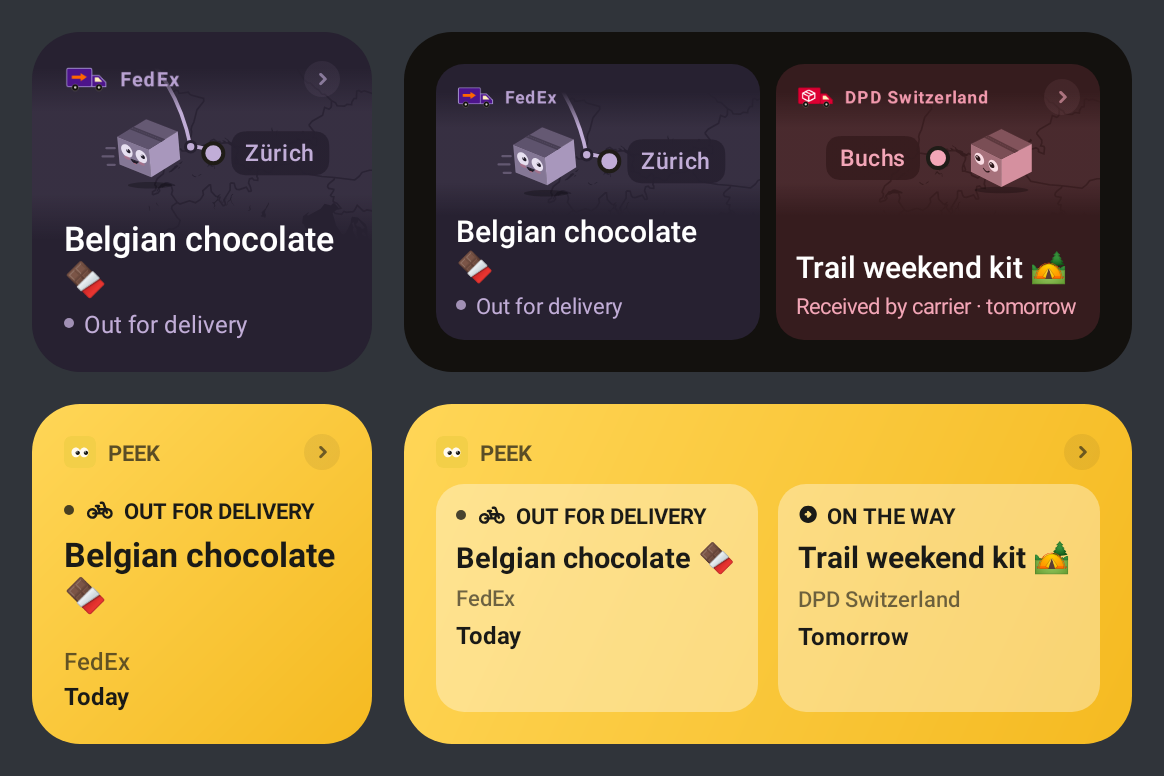 FedEx
Zürich
Belgian chocolate
🍫
Out for delivery
FedEx
Zürich
Belgian chocolate
🍫
Out for delivery
DPD Switzerland
Buchs
Trail weekend kit 🏕️
Received by carrier · tomorrow
PEEK
OUT FOR DELIVERY
Belgian chocolate
🍫
FedEx
Today
PEEK
OUT FOR DELIVERY
Belgian chocolate 🍫
FedEx
Today
ON THE WAY
Trail weekend kit 🏕️
DPD Switzerland
Tomorrow